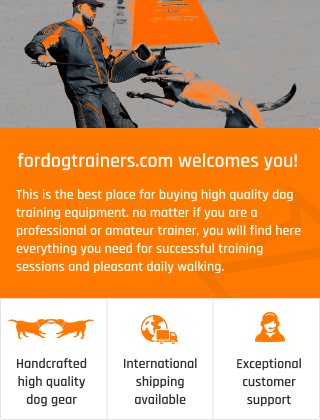 fordogtrainers.com welcomes you!
This is the best place for buying high quality dog
training equipment. no matter if you are a
professional or amateur trainer, you will find here
everything you need for successful training
sessions and pleasant daily walking.
Handcrafted
high quality
dog gear
International
shipping
available
Exceptional
customer
support